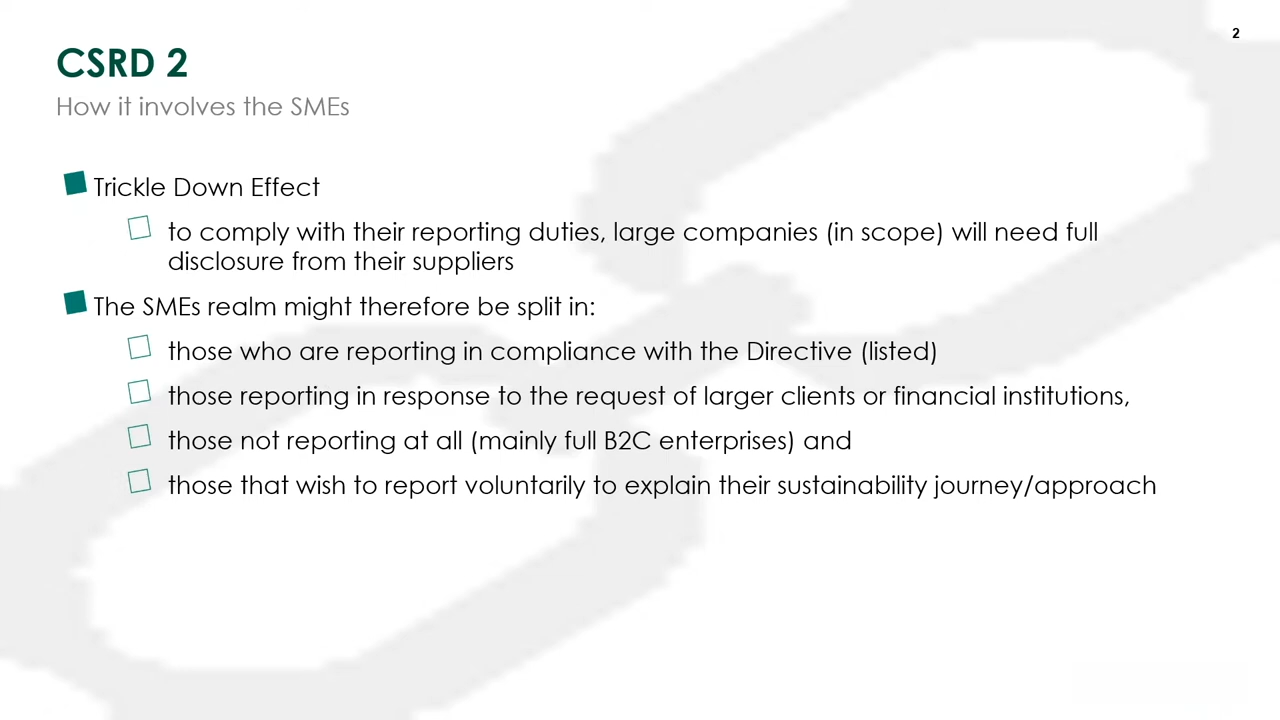 2
CSRD 2
How it involves the SMEs
Trickle Down Effect
to comply with their reporting duties, large companies (in scope) will need full
disclosure from their suppliers
The SMEs realm might therefore be split in:
those who are reporting in compliance with the Directive (listed)
those reporting in response to the request of larger clients or financial institutions,
those not reporting at all (mainly full B2C enterprises) and
those that wish to report voluntarily to explain their sustainability journey/approach